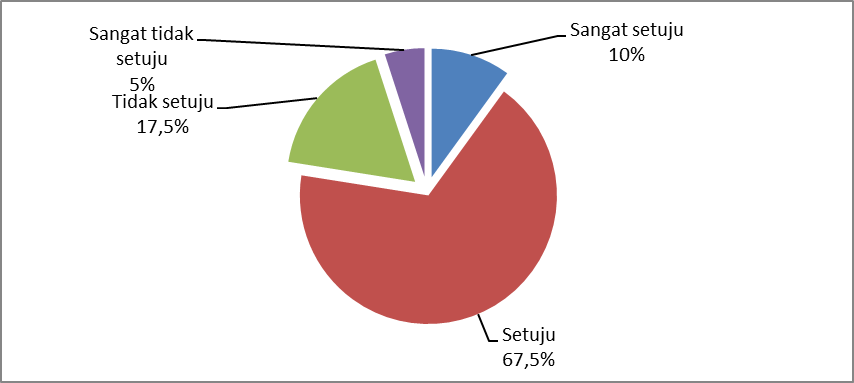 Sangat tidak
setuju
5%
Tidak setuju
17,5%
Sangat setuju
10%
Setuju
67,5%